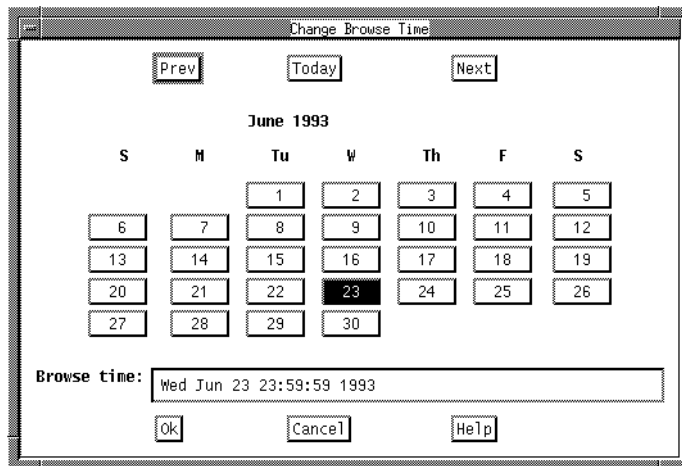 Change Browse Time
Prev Today Next
June 1993
S M Tu W Th F S
1 2 3 4 5
6 7 8 9 10 11 12
13 14 15 16 17 18 19
20 21 22 23 24 25 26
27 28 29 30
Browse time: Wed Jun 23 23:59:59 1993
Ok Cancel Help